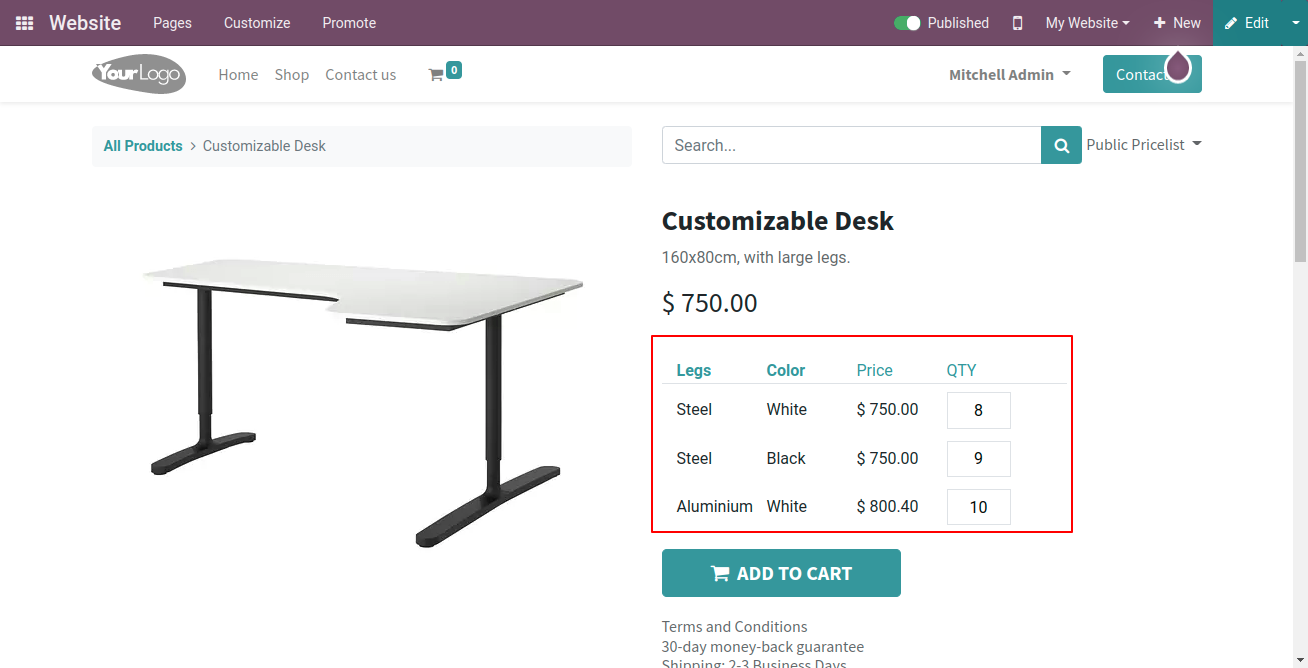 Website Pages Customize Promote Published My Website New Edit
YourLogo Home Shop Contact us 0 Mitchell Admin Contact
All Products > Customizable Desk Search... Public Pricelist
Customizable Desk
160x80cm, with large legs.
$ 750.00
Legs Color Price QTY
Steel White $ 750.00 8
Steel Black $ 750.00 9
Aluminium White $ 800.40 10
ADD TO CART
Terms and Conditions
30-day money-back guarantee
Shipping: 2-3 Business Days